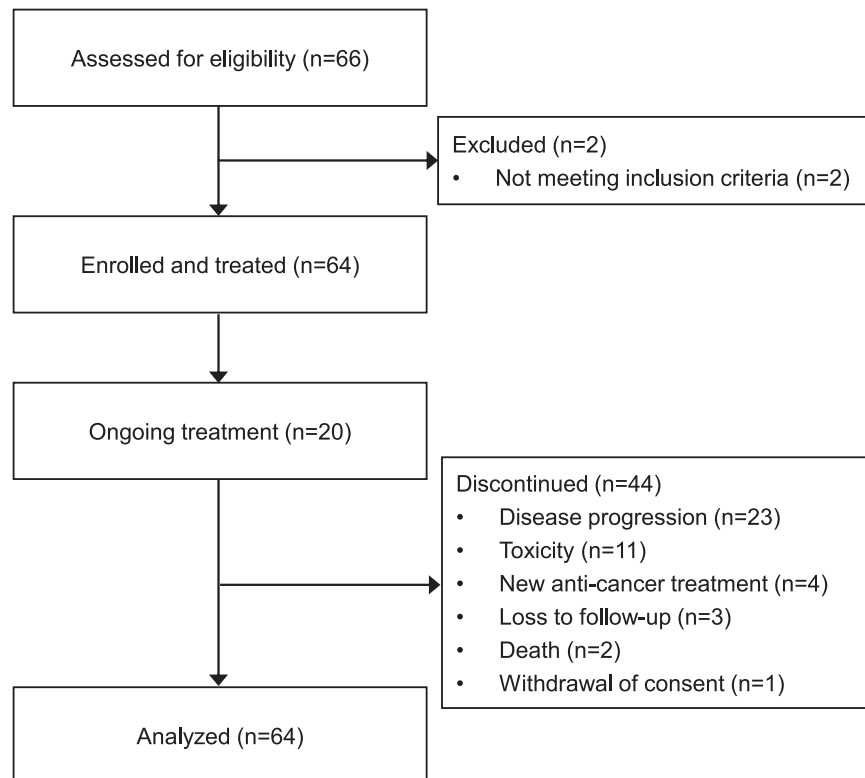 Assessed for eligibility (n=66)
Excluded (n=2)
• Not meeting inclusion criteria (n=2)
Enrolled and treated (n=64)
Ongoing treatment (n=20)
Discontinued (n=44)
• Disease progression (n=23)
• Toxicity (n=11)
• New anti-cancer treatment (n=4)
• Loss to follow-up (n=3)
• Death (n=2)
• Withdrawal of consent (n=1)
Analyzed (n=64)